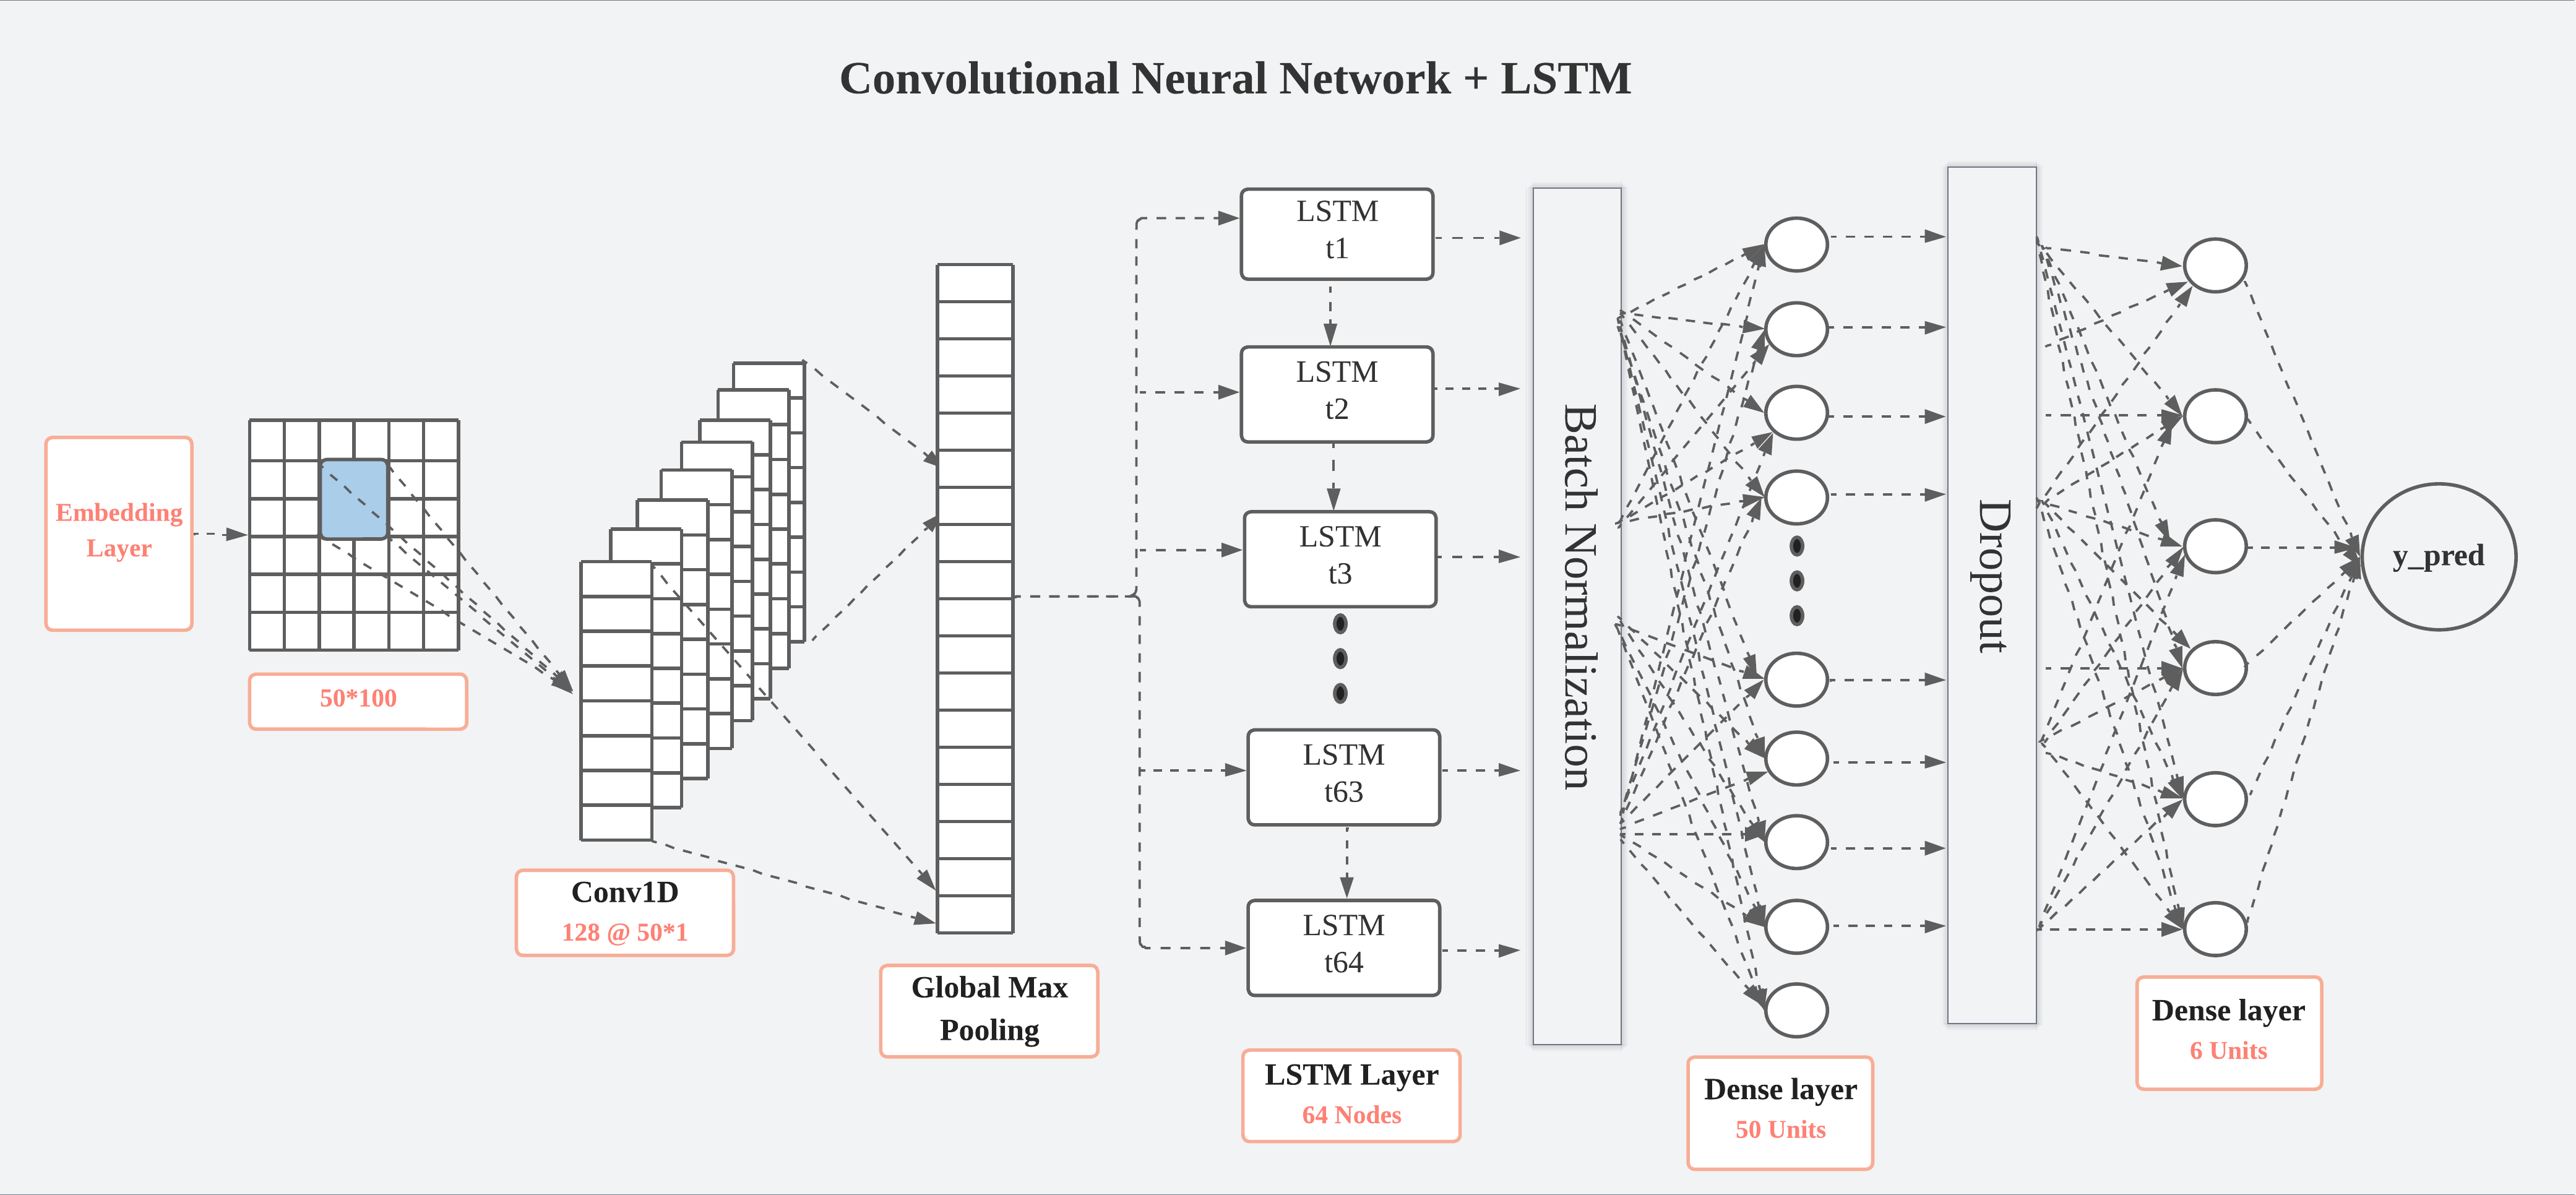 Convolutional Neural Network + LSTM
Embedding
Layer
50*100
Conv1D
128 @ 50*1
Global Max
Pooling
LSTM
t1
LSTM
t2
LSTM
t3
LSTM
t63
LSTM
t64
LSTM Layer
64 Nodes
Batch Normalization
Dense layer
50 Units
Dropout
Dense layer
6 Units
y_pred